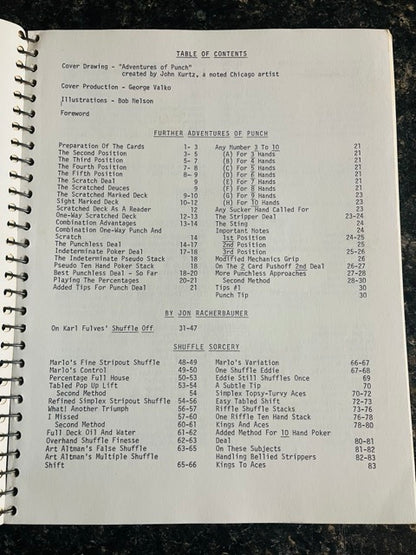 TABLE OF CONTENTS
Cover Drawing - "Adventures of Punch"
created by John Kurtz, a noted Chicago artist
Cover Production - George Valko
Illustrations - Bob Nelson
Foreword
FURTHER ADVENTURES OF PUNCH
Preparation Of The Cards 1- 3
The Second Position 3- 5
The Third Position 5- 7
The Fourth Position 7- 8
The Fifth Position 8- 9
The Scratch Deal 9
The Scratched Deuces 9
The Scratched Marked Deck 9-10
Sight Marked Deck 10-12
Scratched Deck As A Reader 12
One-Way Scratched Deck 12-13
Combination Advantages 13-14
Combination One-Way Punch And
Scratch 14
The Punchless Deal 14-17
Indeterminate Poker Deal 17-18
The Indeterminate Pseudo Stack 18
Pseudo Ten Hand Poker Stack 18
Best Punchless Deal - So Far 18-20
Playing The Percentages 20-21
Added Tips For Punch Deal 21
Any Number 3 To 10 21
(A) For 3 Hands 21
(B) For 4 Hands 21
(C) For 5 Hands 21
(D) For 6 Hands 22
(E) For 7 Hands 22
(F) For 8 Hands 22
(G) For 9 Hands 23
(H) For 10 Hands 23
Any Sucker Hand Called For 23
The Stripper Deal 23-24
The Sting 24
Important Notes 24
1st Position 24-25
2nd Position 25
3rd Position 25-26
Modified Mechanics Grip 26
On The 2 Card Pushoff 2nd Deal 26-27
More Punchless Approaches 27-28
Second Method 28-30
Tips #1 30
Punch Tip 30
BY JON RACHERBAUMER
On Karl Fulves' Shuffle Off 31-47
SHUFFLE SORCERY
Marlo's Fine Stripout Shuffle 48-49
Marlo's Control 49-50
Percentage Full House 50-53
Tabled Pop Up Lift 53-54
Second Method 54
Refined Simplex Stripout Shuffle 54-56
What! Another Triumph 56-57
I Missed 57-60
Second Method 60-61
Full Deck Oil And Water 61-62
Overhand Shuffle Finesse 62-63
Art Altman's False Shuffle 63-65
Art Altman's Multiple Shuffle
Shift 65-66
Marlo's Variation 66-67
One Shuffle Eddie 67-68
Eddie Still Shuffles Once 69
A Subtle Tip 70
Simplex Topsy-Turvy Aces 70-72
Easy Tabled Shift 72-73
Riffle Shuffle Stacks 73-76
One Riffle Ten Hand Stack 76-78
Kings And Aces 78-80
Added Method For 10 Hand Poker
Deal 80-81
On These Subjects 81-82
Handling Bellied Strippers 82-83
Kings To Aces 83